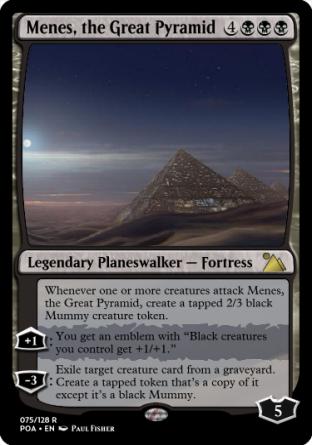 Menes, the Great Pyramid 4
Legendary Planeswalker — Fortress
Whenever one or more creatures attack Menes,
the Great Pyramid, create a tapped 2/3 black
Mummy creature token.
+1: You get an emblem with “Black creatures
you control get +1/+1.”
-3: Exile target creature card from a graveyard.
Create a tapped token that's a copy of it
except it's a black Mummy.
5
075/128 R
POA • EN PAUL FISHER